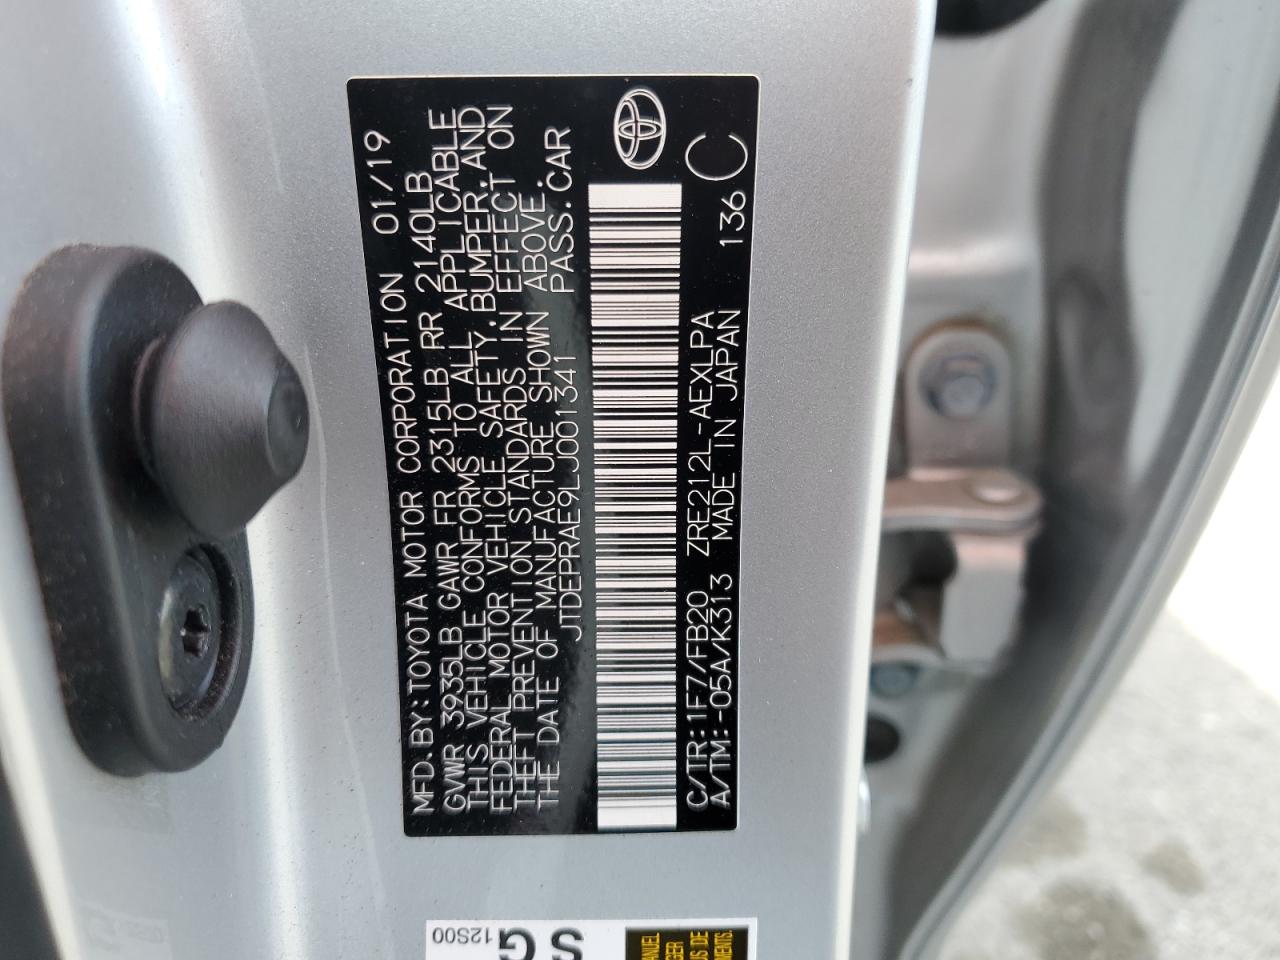 MFD.BY:TOYOTA MOTOR CORPORATION 01/19
GVWR 3935LB GAWR FR 2315LB RR 2140LB
THIS VEHICLE CONFORMS TO ALL APPLICABLE
FEDERAL MOTOR VEHICLE SAFETY,BUMPER,AND
THEFT PREVENTION STANDARDS IN EFFECT ON
THE DATE OF MANUFACTURE SHOWN ABOVE.
JTDEPRAE9LJ001341 PASS.CAR
C/TR:1F7/FB20 ZRE212L-AEXLPA 136 C
A/TM:-05A/K313 MADE IN JAPAN
12S00
SG